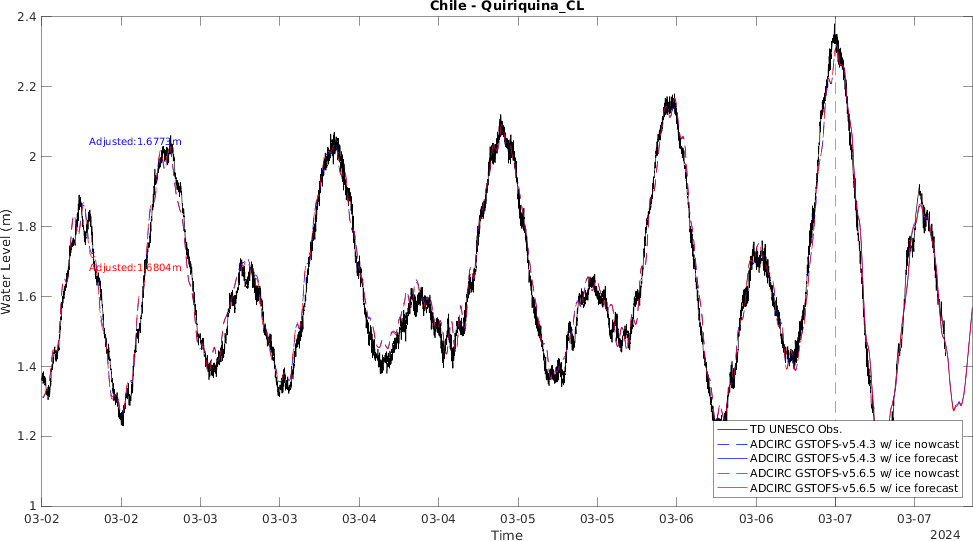 Chile - Quiriquina_CL
2.4
2.2
2
1.8
1.6
1.4
1.2
1
Water Level (m)
Adjusted:1.6773m
Adjusted:1.6804m
TD UNESCO Obs.
ADCIRC GSTOFS-v5.4.3 w/ ice nowcast
ADCIRC GSTOFS-v5.4.3 w/ ice forecast
ADCIRC GSTOFS-v5.6.5 w/ ice nowcast
ADCIRC GSTOFS-v5.6.5 w/ ice forecast
03-02 03-02 03-03 03-03 03-04 03-04 03-05 03-05 03-06 03-06 03-07 03-07
Time
2024